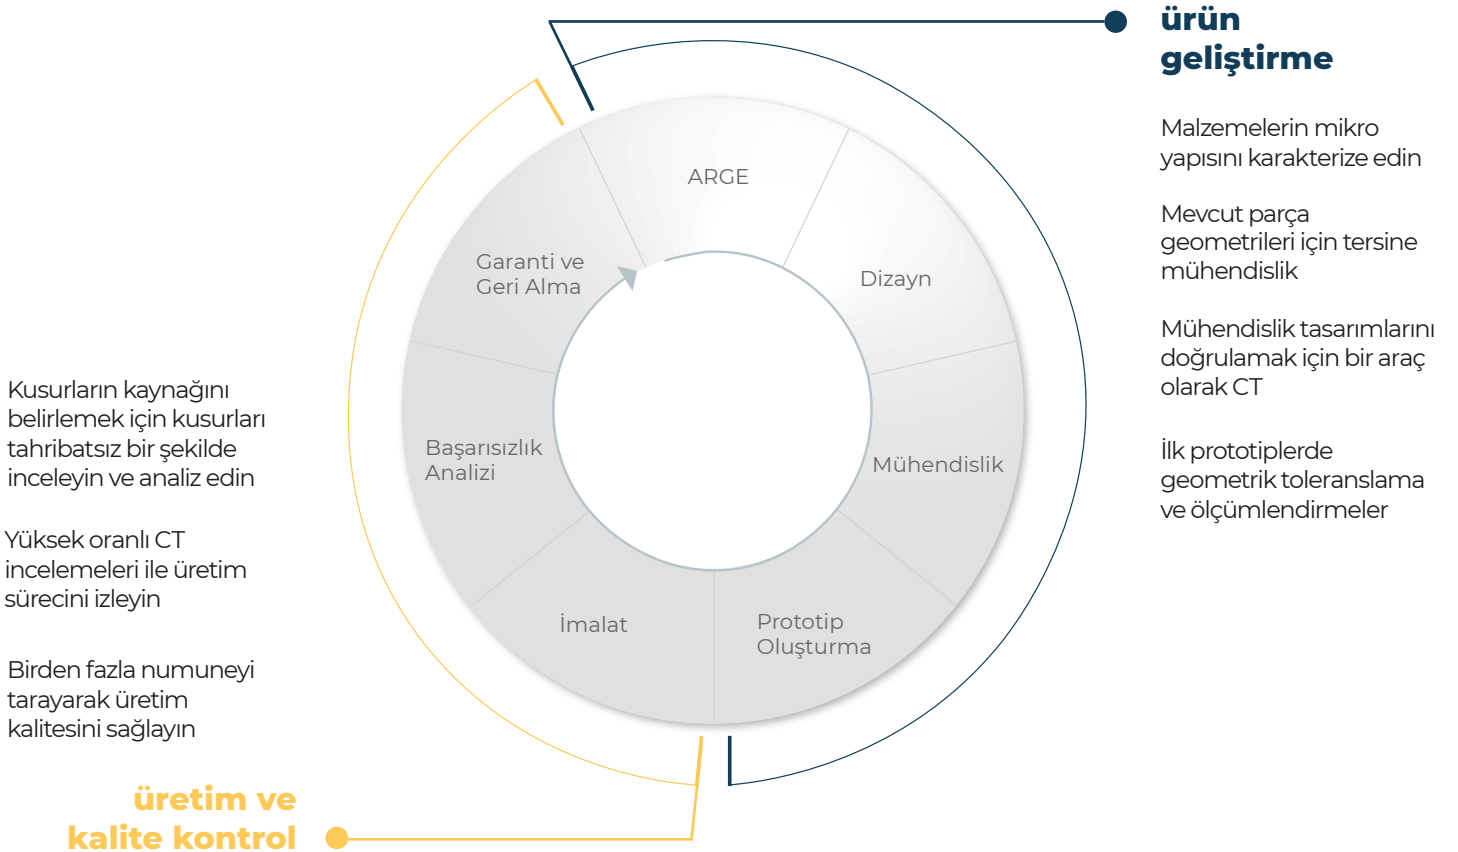 ürün
geliştirme
Malzemelerin mikro
yapısını karakterize edin
Mevcut parça
geometrileri için tersine
mühendislik
Mühendislik tasarımlarını
doğrulamak için bir araç
olarak CT
İlk prototiplerde
geometrik toleranslama
ve ölçümlendirmeler
ARGE
Dizayn
Mühendislik
Prototip
Oluşturma
İmalat
Başarısızlık
Analizi
Garanti ve
Geri Alma
Kusurların kaynağını
belirlemek için kusurları
tahribatsız bir şekilde
inceleyin ve analiz edin
Yüksek oranlı CT
incelemeleri ile üretim
sürecini izleyin
Birden fazla numuneyi
tarayarak üretim
kalitesini sağlayın
üretim ve
kalite kontrol